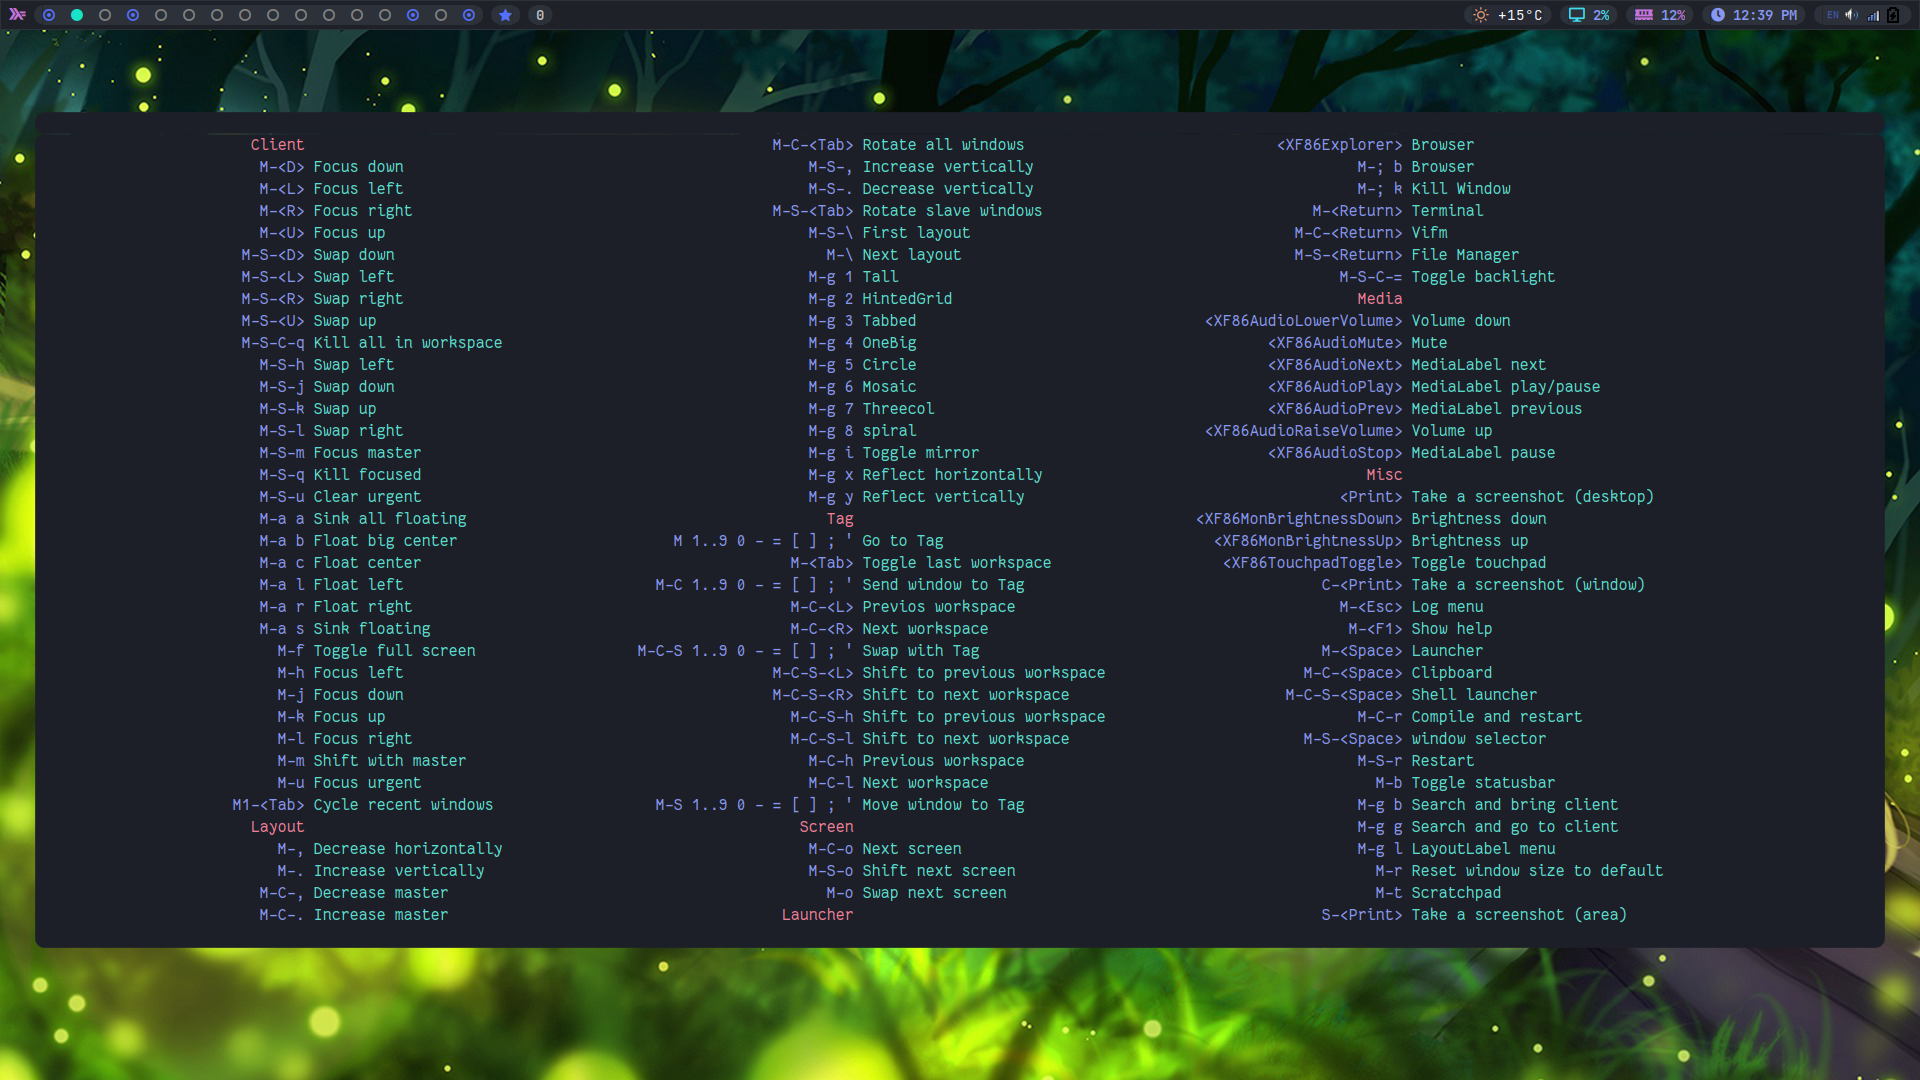 0 +15°C 2% 12% 12:39 PM EN
Client
M-<D> Focus down
M-<L> Focus left
M-<R> Focus right
M-<U> Focus up
M-S-<D> Swap down
M-S-<L> Swap left
M-S-<R> Swap right
M-S-<U> Swap up
M-S-C-q Kill all in workspace
M-S-h Swap left
M-S-j Swap down
M-S-k Swap up
M-S-l Swap right
M-S-m Focus master
M-S-q Kill focused
M-S-u Clear urgent
M-a a Sink all floating
M-a b Float big center
M-a c Float center
M-a l Float left
M-a r Float right
M-a s Sink floating
M-f Toggle full screen
M-h Focus left
M-j Focus down
M-k Focus up
M-l Focus right
M-m Shift with master
M-u Focus urgent
M1-<Tab> Cycle recent windows
Layout
M-, Decrease horizontally
M-. Increase vertically
M-C-, Decrease master
M-C-. Increase master
M-C-<Tab> Rotate all windows
M-S-, Increase vertically
M-S-. Decrease vertically
M-S-<Tab> Rotate slave windows
M-S-\ First layout
M-\ Next layout
M-g 1 Tall
M-g 2 HintedGrid
M-g 3 Tabbed
M-g 4 OneBig
M-g 5 Circle
M-g 6 Mosaic
M-g 7 Threecol
M-g 8 spiral
M-g i Toggle mirror
M-g x Reflect horizontally
M-g y Reflect vertically
Tag
M 1..9 0 - = [ ] ; ' Go to Tag
M-<Tab> Toggle last workspace
M-C 1..9 0 - = [ ] ; ' Send window to Tag
M-C-<L> Previos workspace
M-C-<R> Next workspace
M-C-S 1..9 0 - = [ ] ; ' Swap with Tag
M-C-S-<L> Shift to previous workspace
M-C-S-<R> Shift to next workspace
M-C-S-h Shift to previous workspace
M-C-S-l Shift to next workspace
M-C-h Previous workspace
M-C-l Next workspace
M-S 1..9 0 - = [ ] ; ' Move window to Tag
Screen
M-C-o Next screen
M-S-o Shift next screen
M-o Swap next screen
Launcher
<XF86Explorer> Browser
M-; b Browser
M-; k Kill Window
M-<Return> Terminal
M-C-<Return> Vifm
M-S-<Return> File Manager
M-S-C-= Toggle backlight
Media
<XF86AudioLowerVolume> Volume down
<XF86AudioMute> Mute
<XF86AudioNext> MediaLabel next
<XF86AudioPlay> MediaLabel play/pause
<XF86AudioPrev> MediaLabel previous
<XF86AudioRaiseVolume> Volume up
<XF86AudioStop> MediaLabel pause
Misc
<Print> Take a screenshot (desktop)
<XF86MonBrightnessDown> Brightness down
<XF86MonBrightnessUp> Brightness up
<XF86TouchpadToggle> Toggle touchpad
C-<Print> Take a screenshot (window)
M-<Esc> Log menu
M-<F1> Show help
M-<Space> Launcher
M-C-<Space> Clipboard
M-C-S-<Space> Shell launcher
M-C-r Compile and restart
M-S-<Space> window selector
M-S-r Restart
M-b Toggle statusbar
M-g b Search and bring client
M-g g Search and go to client
M-g l LayoutLabel menu
M-r Reset window size to default
M-t Scratchpad
S-<Print> Take a screenshot (area)